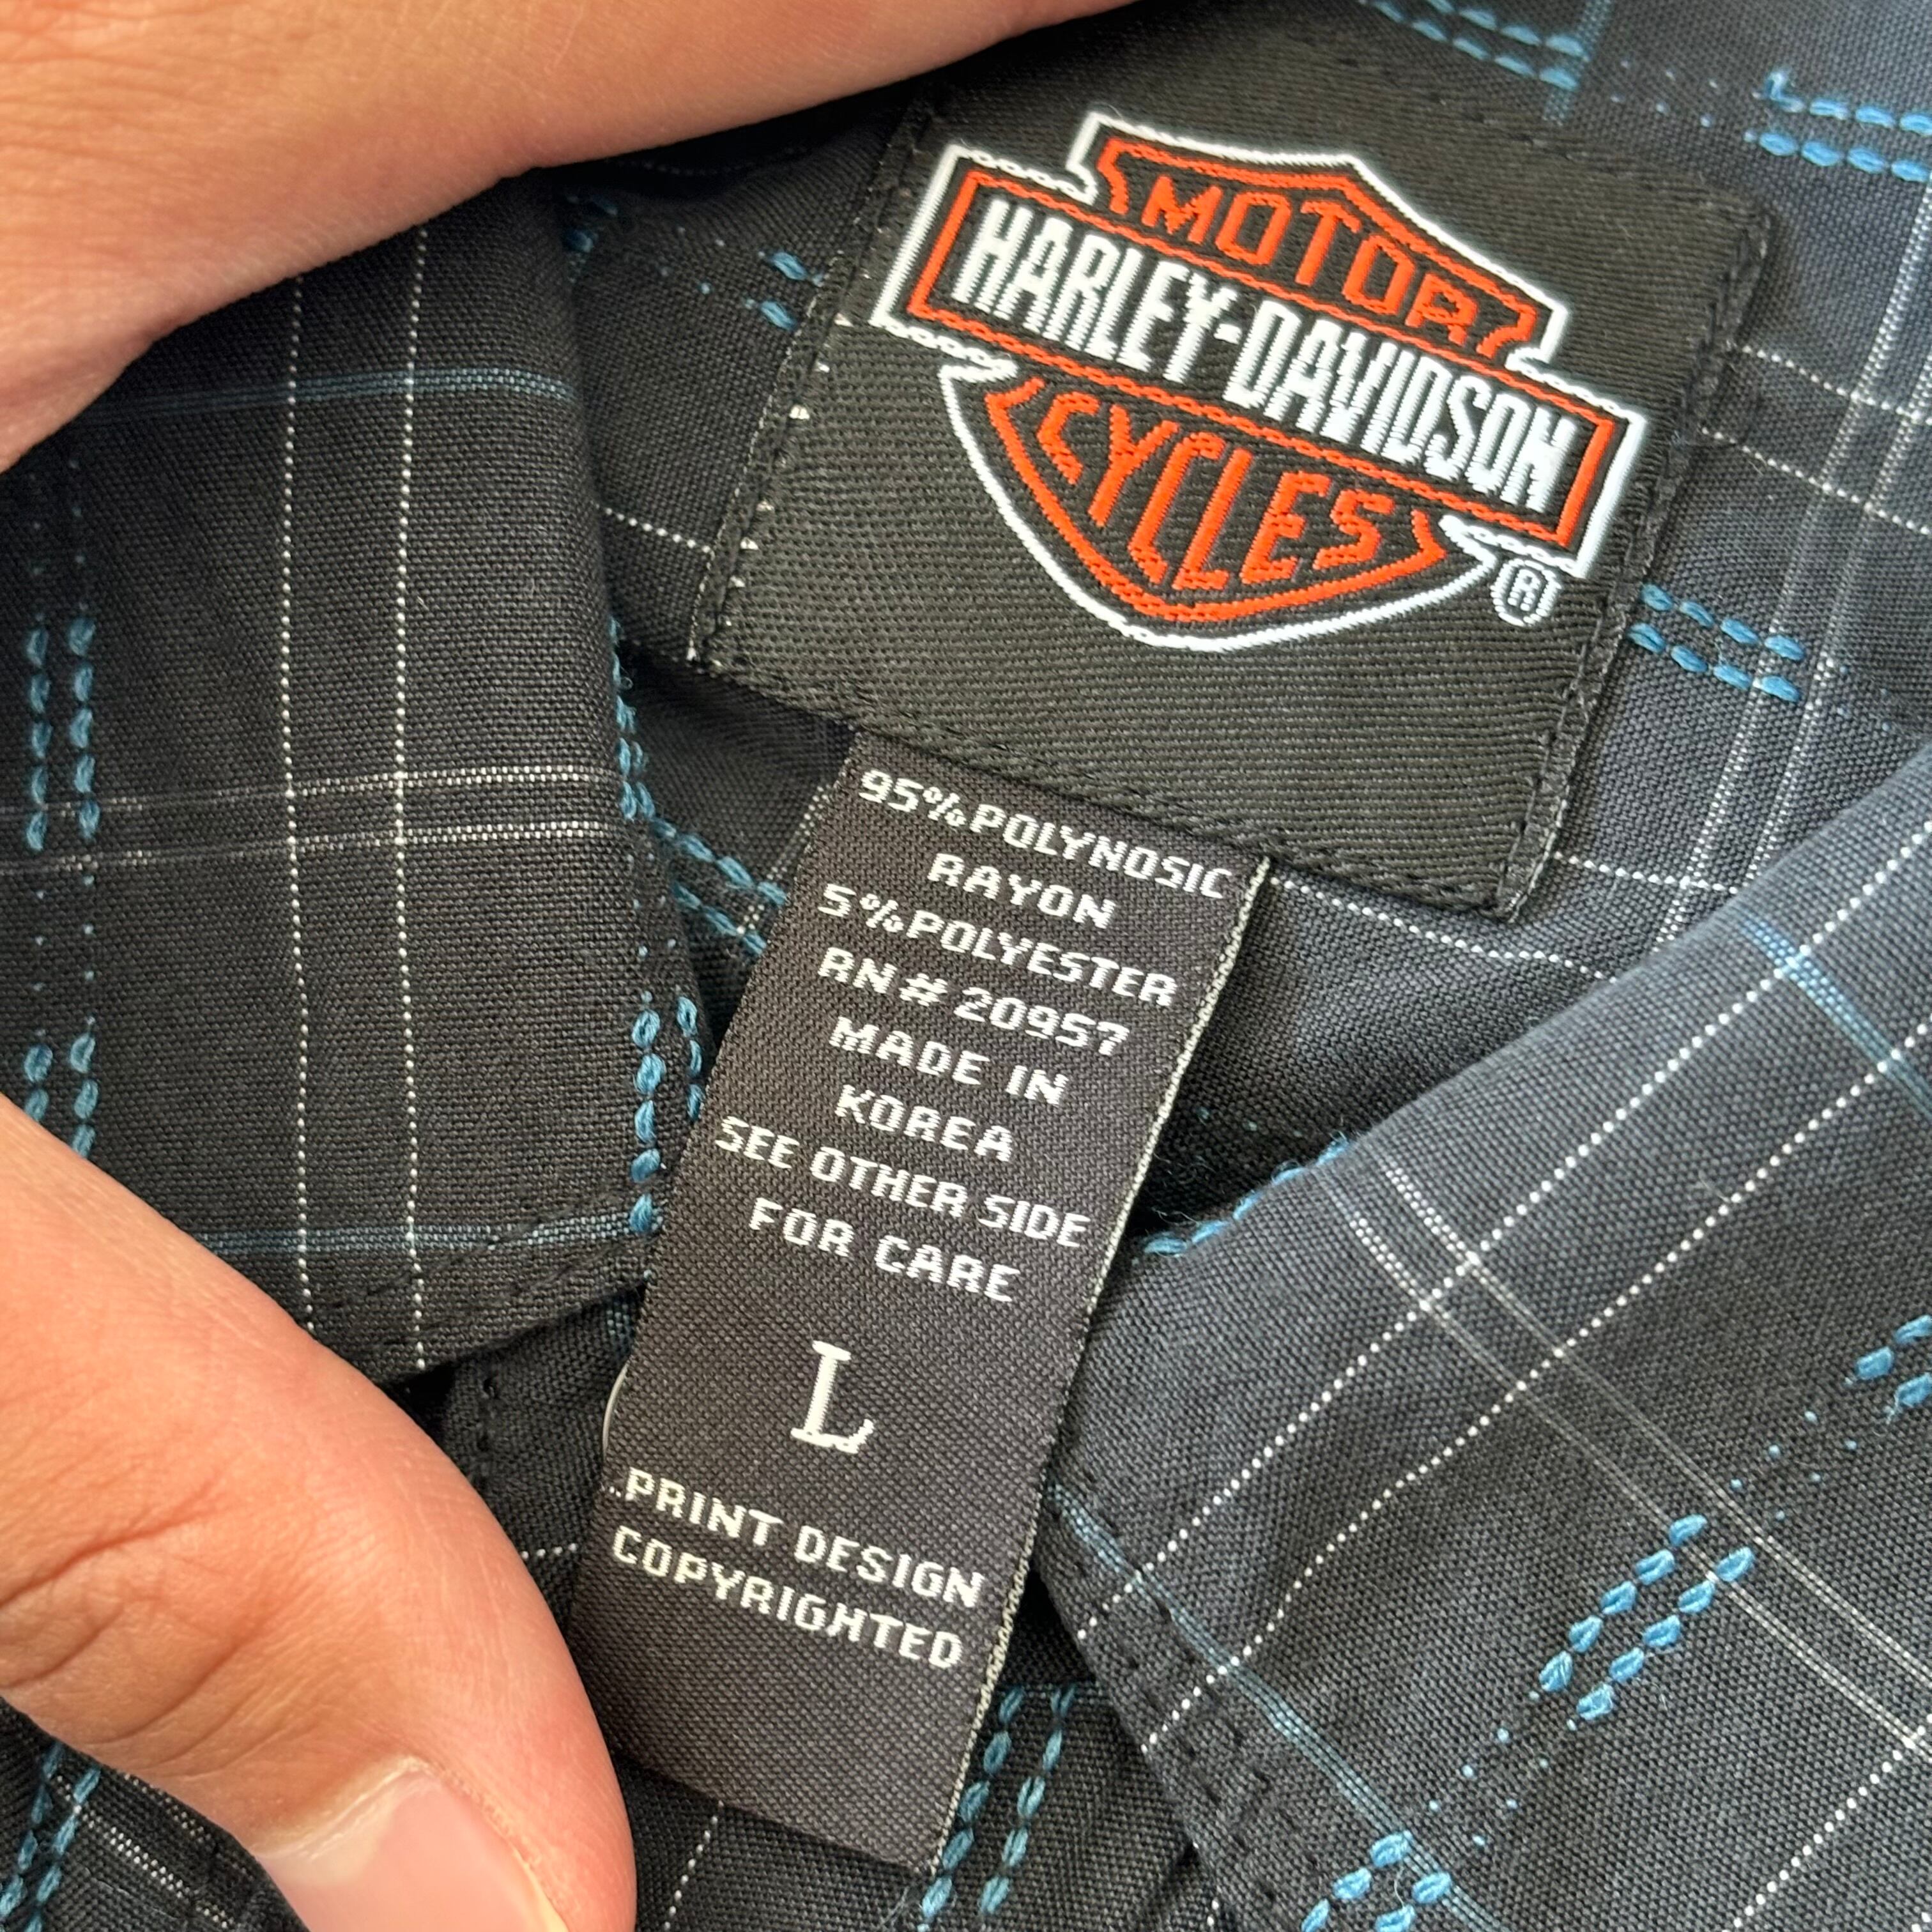 MOTOR
HARLEY-DAVIDSON
CYCLES
®
95%POLYNOSIC
RAYON
5%POLYESTER
RN# 20957
MADE IN
KOREA
SEE OTHER SIDE
FOR CARE
L
PRINT DESIGN
COPYRIGHTED